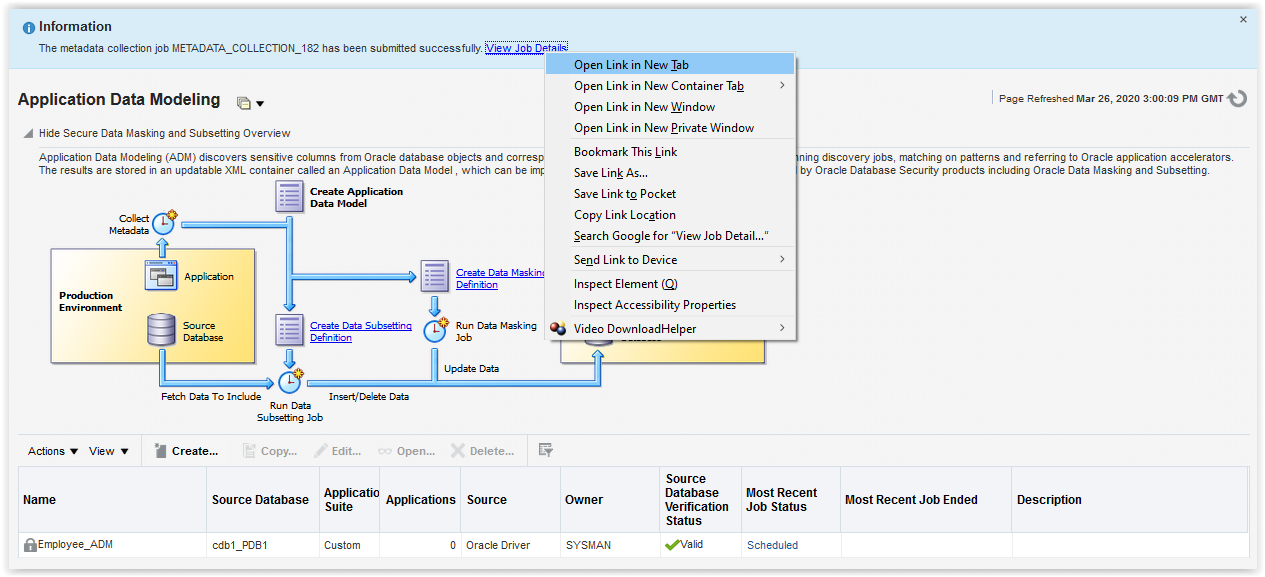 Information
The metadata collection job METADATA_COLLECTION_182 has been submitted successfully. View Job Details
Open Link in New Tab
Open Link in New Container Tab
Open Link in New Window
Open Link in New Private Window
Bookmark This Link
Save Link As...
Save Link to Pocket
Copy Link Location
Search Google for “View Job Detail...”
Send Link to Device
Inspect Element (Q)
Inspect Accessibility Properties
Video DownloadHelper
Application Data Modeling
Page Refreshed Mar 26, 2020 3:00:09 PM GMT
Hide Secure Data Masking and Subsetting Overview
Application Data Modeling (ADM) discovers sensitive columns from Oracle database objects and discovery jobs, matching on patterns and referring to Oracle application accelerators.
The results are stored in an updatable XML container called an Application Data Model , which can be by Oracle Database Security products including Oracle Data Masking and Subsetting.
Create Application
Data Model
Collect
Metadata
Application
Production
Environment
Source
Database
Create Data Masking
Definition
Create Data Subsetting
Definition
Run Data Masking
Job
Update Data
Fetch Data To Include
Insert/Delete Data
Run Data
Subsetting Job
Actions View Create... Copy... Edit... Open... Delete...
Name Source Database Application Suite Applications Source Owner Source Database Verification Status Most Recent Job Status Most Recent Job Ended Description
Employee_ADM cdb1_PDB1 Custom 0 Oracle Driver SYSMAN Valid Scheduled